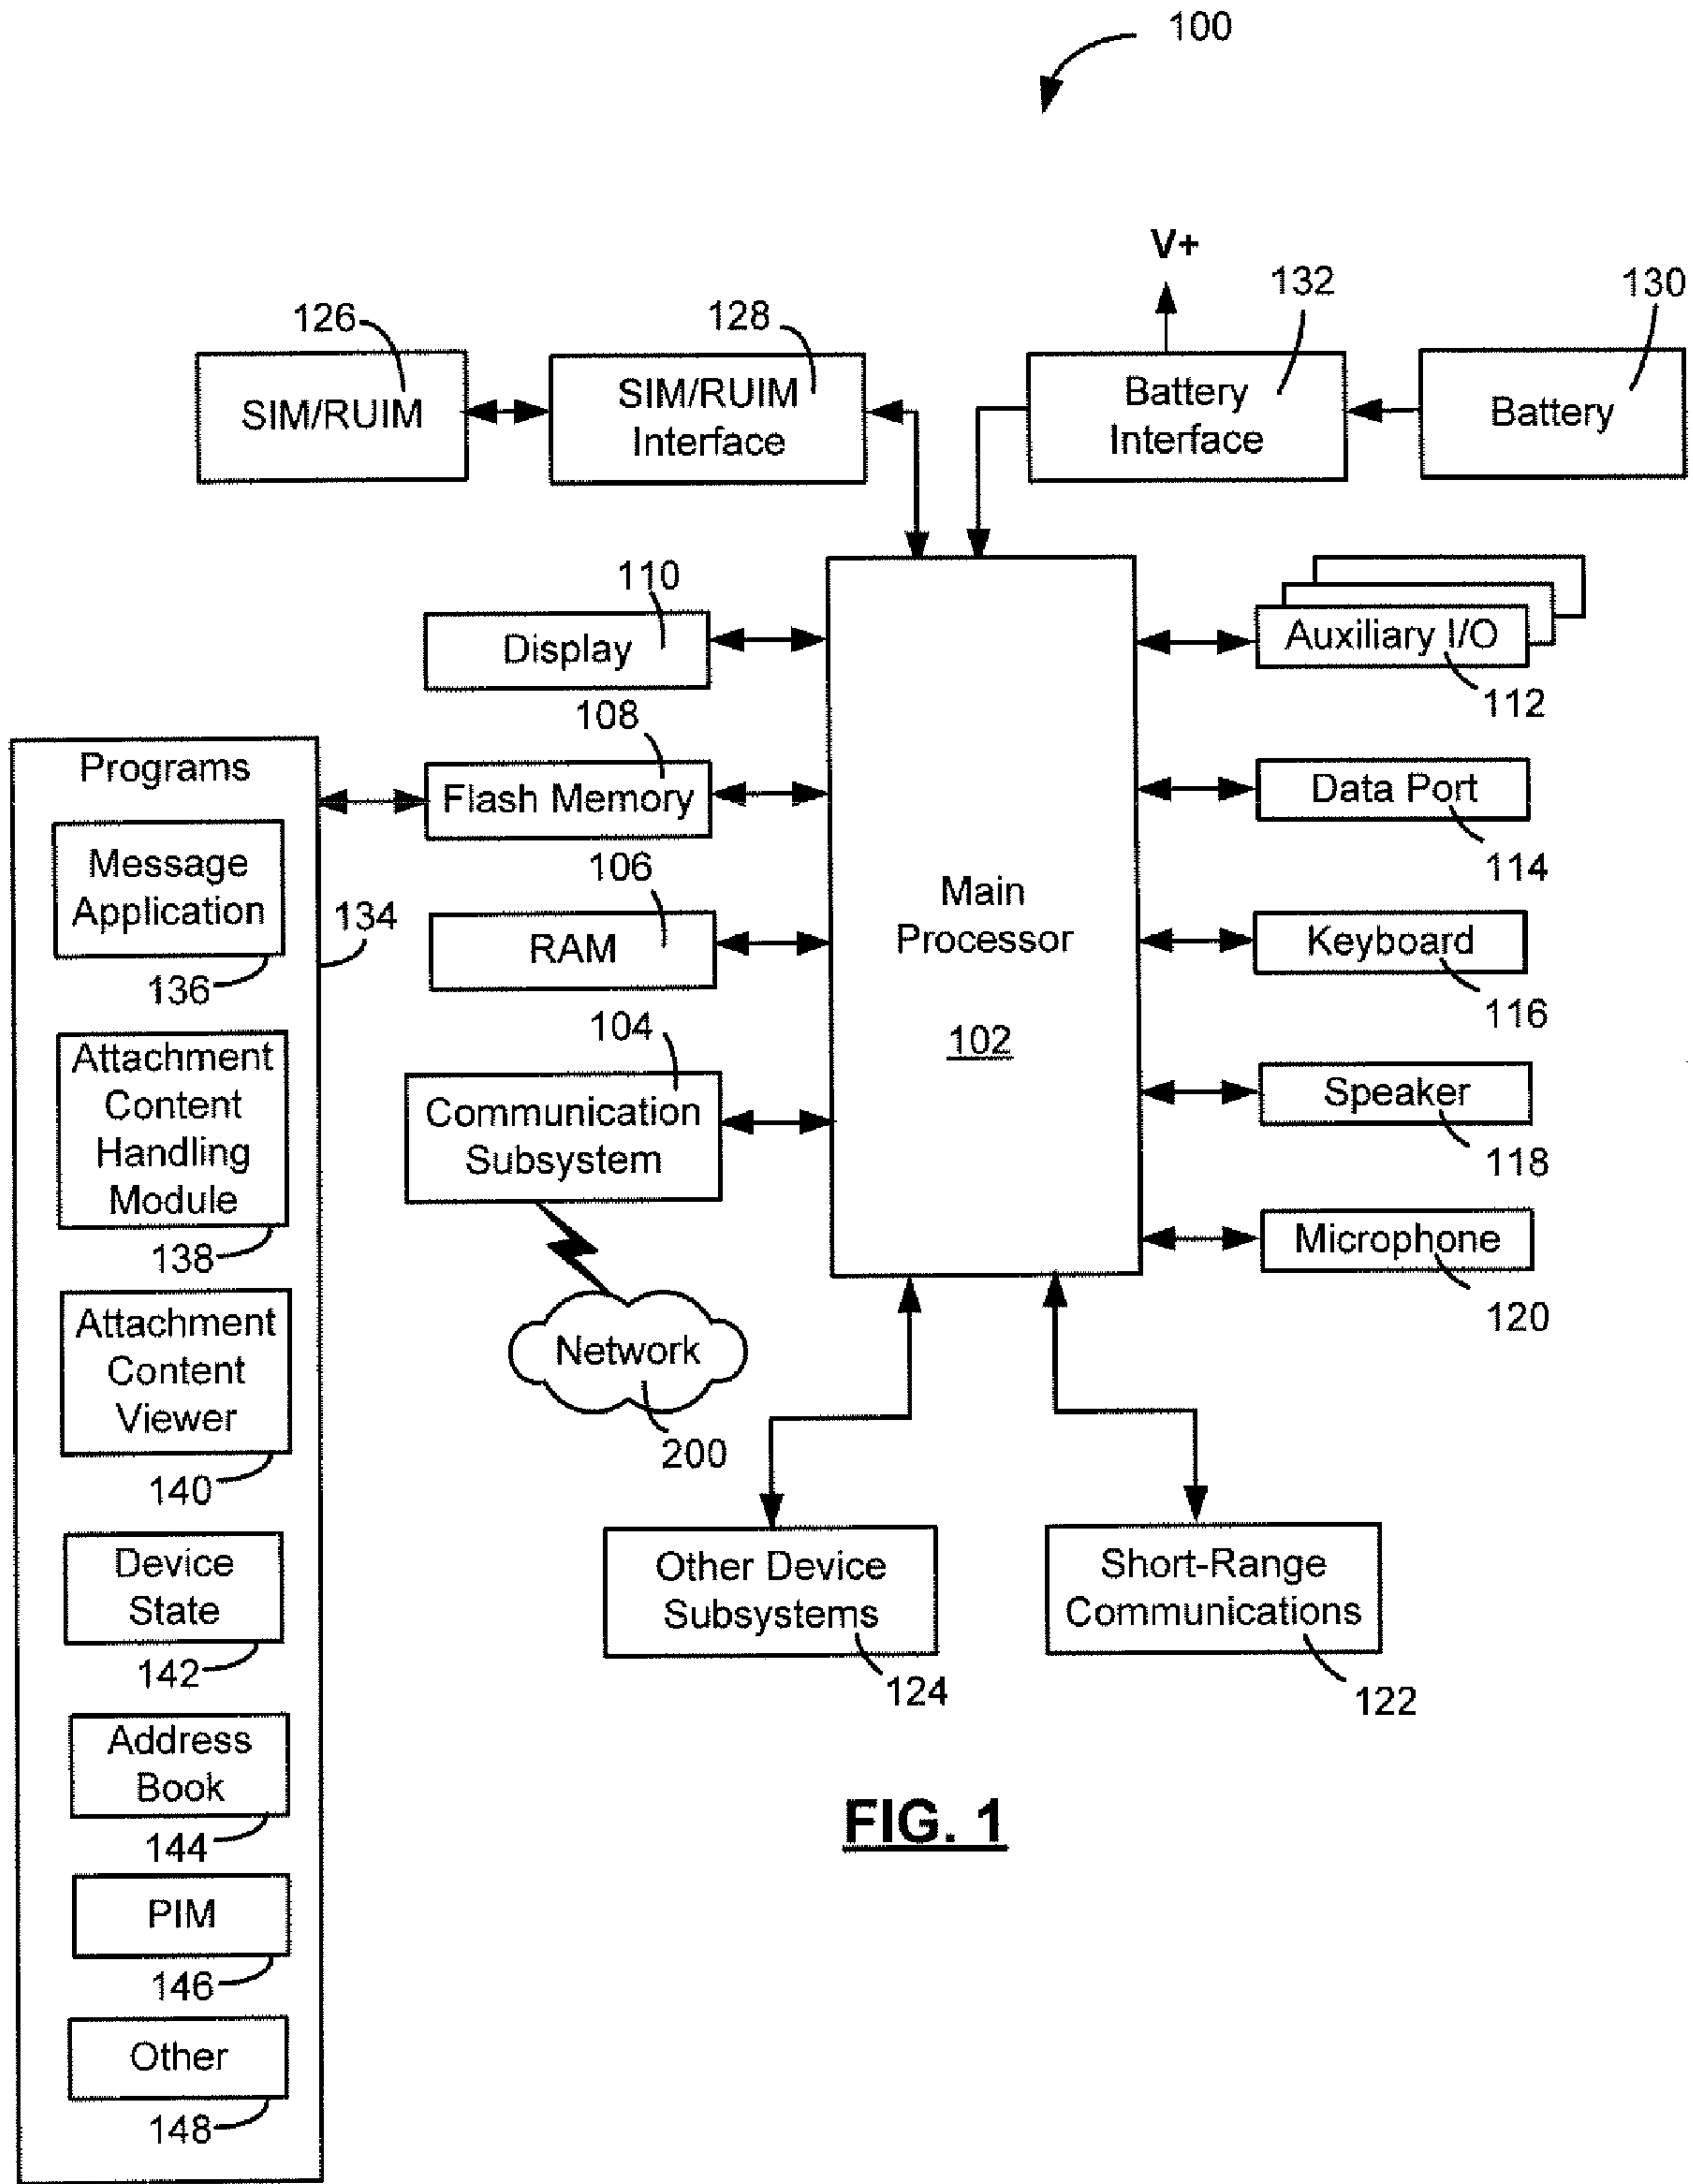 100
V+
132
130
126
128
SIM/RUIM
SIM/RUIM
Interface
Battery
Interface
Battery
110
Display
Auxiliary I/O
112
108
Flash Memory
Data Port
114
106
RAM
Main
Processor
102
Keyboard
116
104
Communication
Subsystem
Speaker
118
Microphone
120
Network
200
Other Device
Subsystems
124
Short-Range
Communications
122
Programs
134
Message
Application
136
Attachment
Content
Handling
Module
138
Attachment
Content
Viewer
140
Device
State
142
Address
Book
144
PIM
146
Other
148
FIG. 1